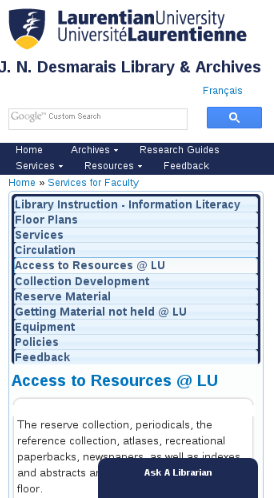 LaurentianUniversity
UniversitéLaurentienne
J. N. Desmarais Library & Archives
Français
Google™ Custom Search
Home Archives Research Guides
Services Resources Feedback
Home » Services for Faculty
Library Instruction - Information Literacy
Floor Plans
Services
Circulation
Access to Resources @ LU
Collection Development
Reserve Material
Getting Material not held @ LU
Equipment
Policies
Feedback
Access to Resources @ LU
The reserve collection, periodicals, the
reference collection, atlases, recreational
paperbacks, newspapers, as well as indexes
and abstracts
floor.
Ask A Librarian